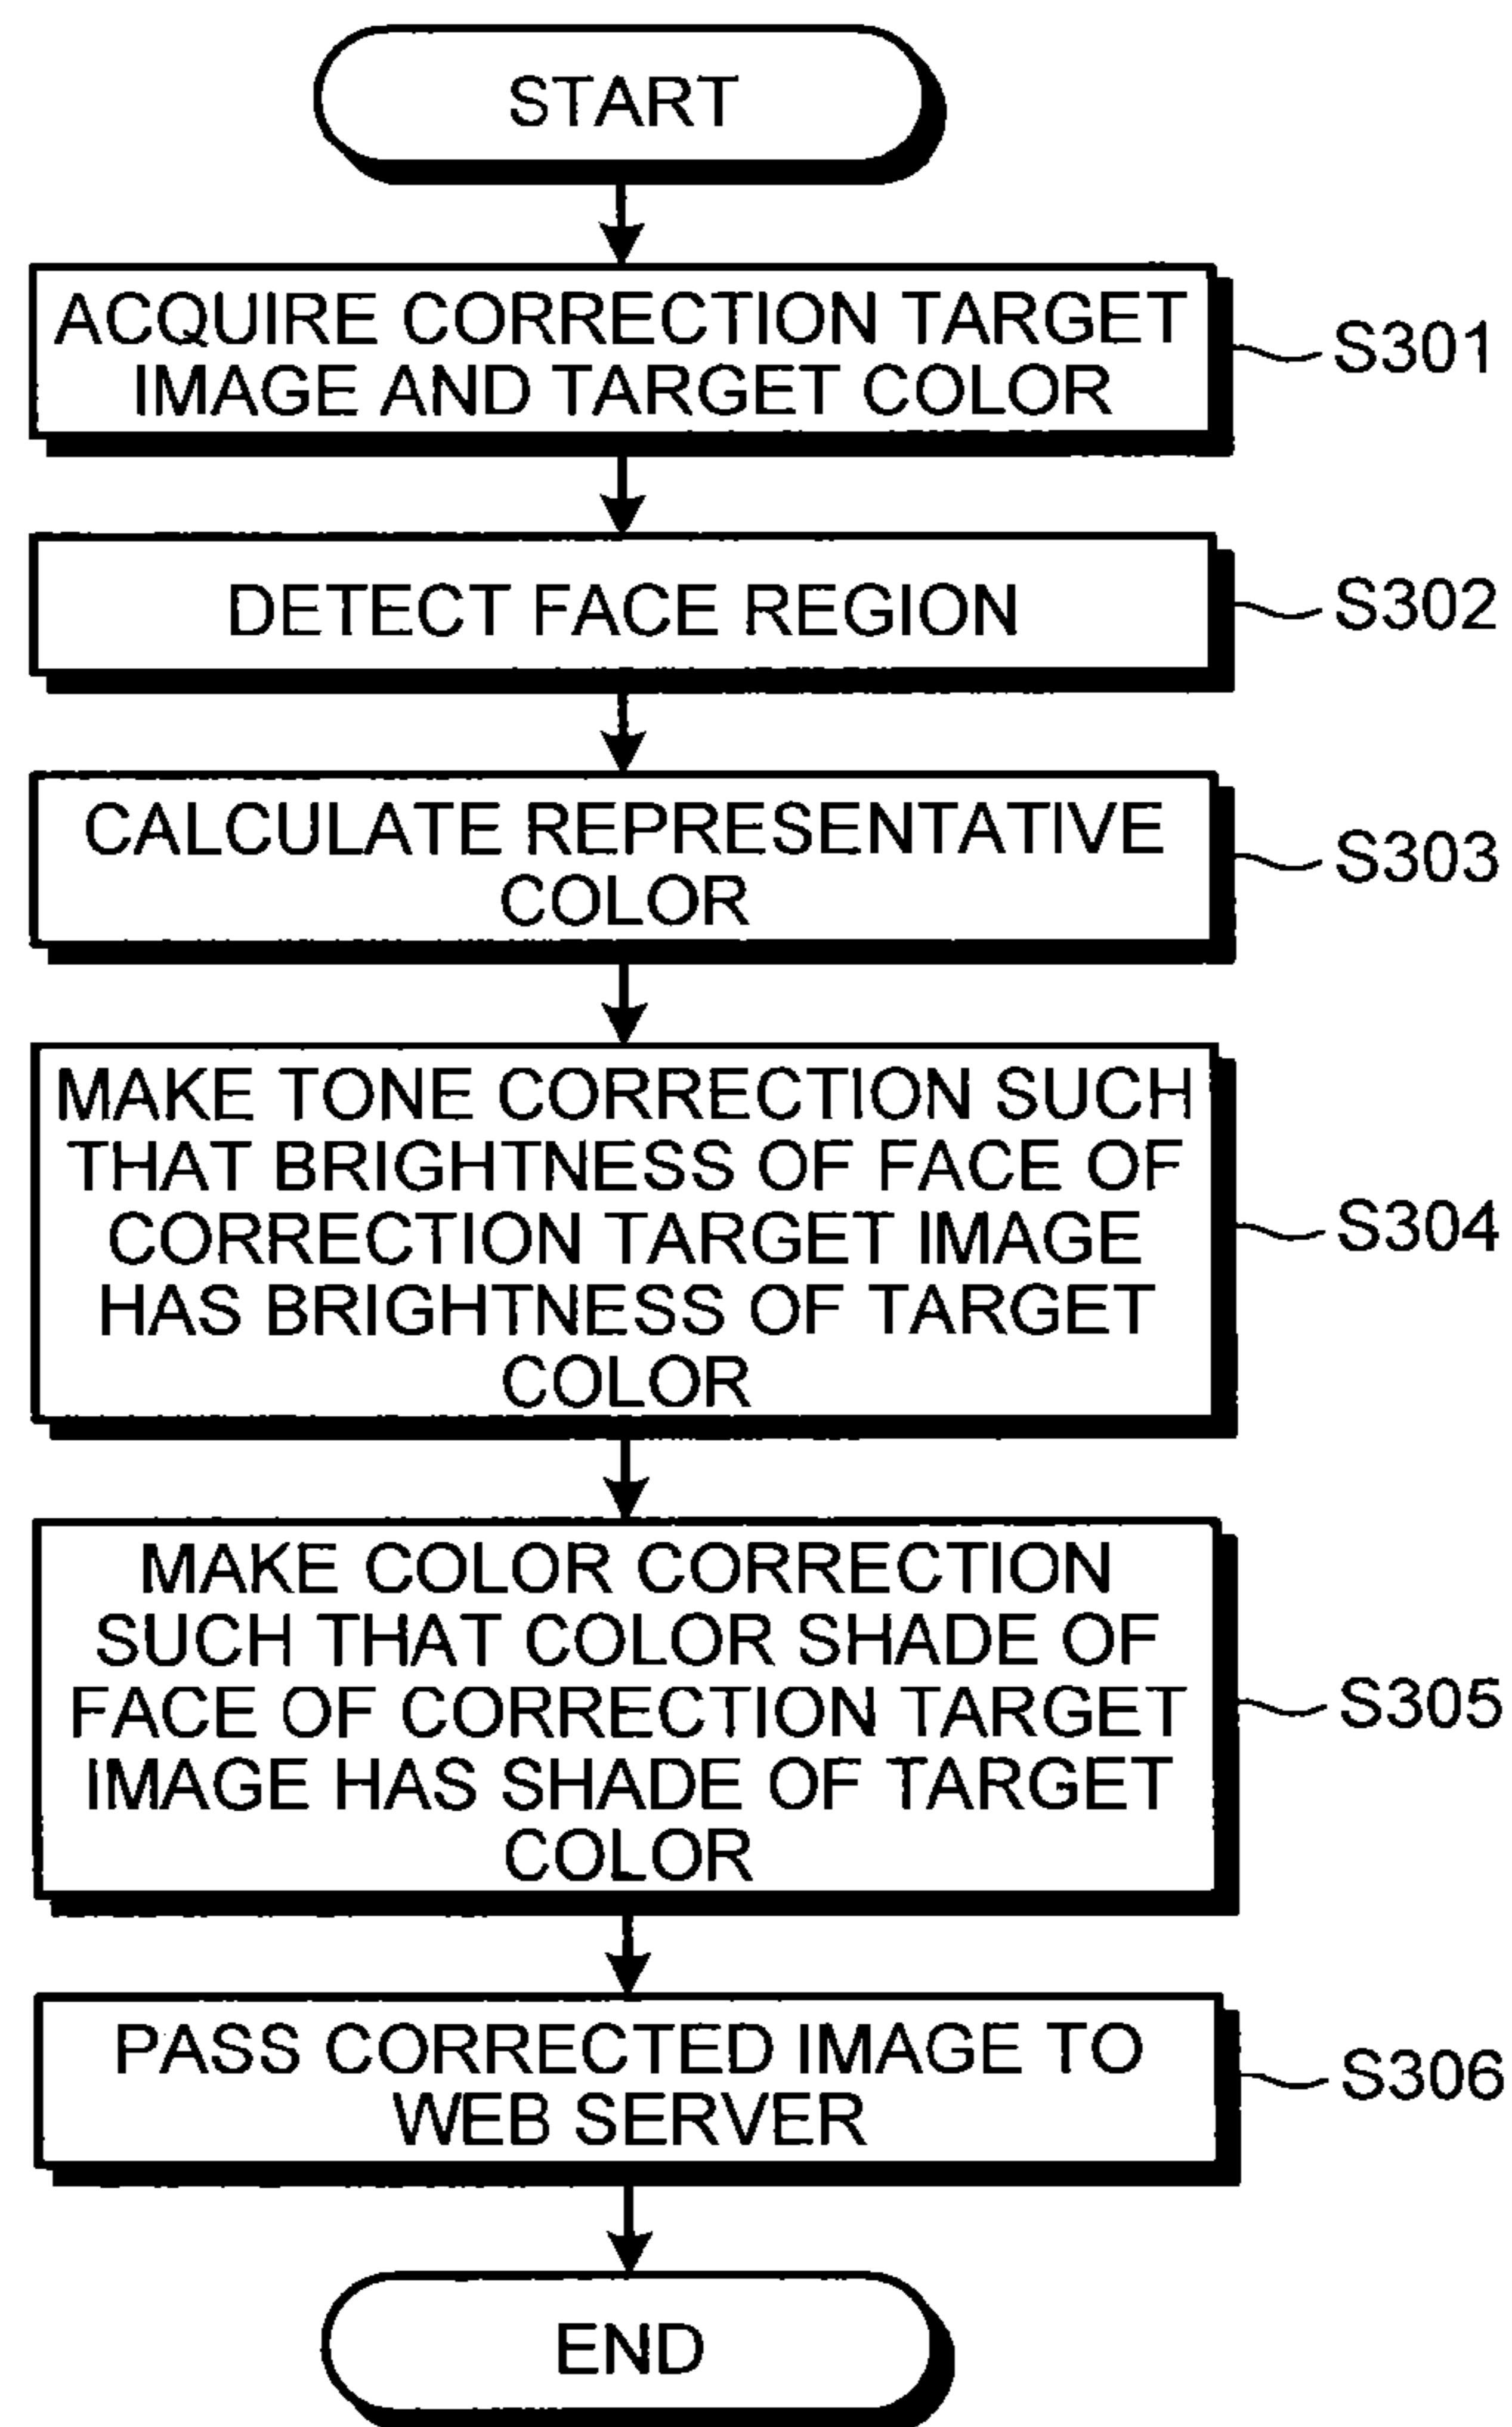 START
ACQUIRE CORRECTION TARGET
IMAGE AND TARGET COLOR
S301
DETECT FACE REGION
S302
CALCULATE REPRESENTATIVE
COLOR
S303
MAKE TONE CORRECTION SUCH
THAT BRIGHTNESS OF FACE OF
CORRECTION TARGET IMAGE
HAS BRIGHTNESS OF TARGET
COLOR
S304
MAKE COLOR CORRECTION
SUCH THAT COLOR SHADE OF
FACE OF CORRECTION TARGET
IMAGE HAS SHADE OF TARGET
COLOR
S305
PASS CORRECTED IMAGE TO
WEB SERVER
S306
END